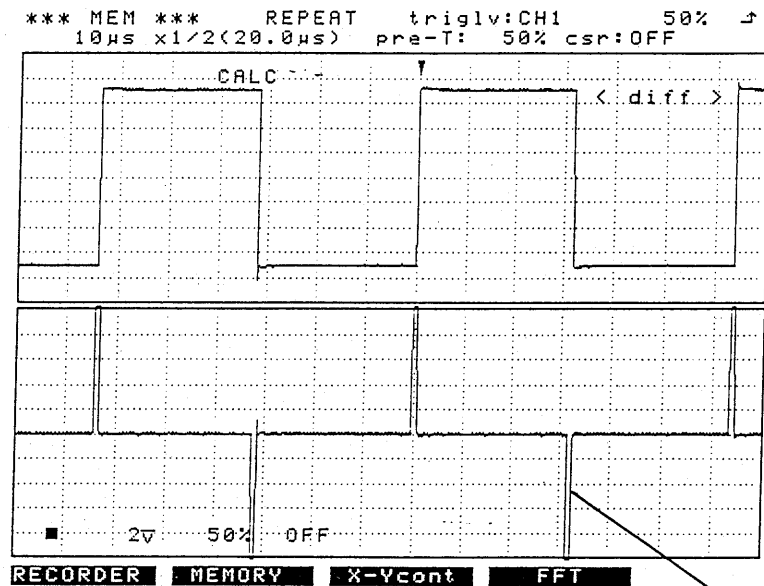 *** MEM *** REPEAT triglv:CH1 50%
10μs x1/2(20.0μs) pre-T: 50% csr:OFF
CALC
< diff >
■ 2▽ 50% OFF
RECORDER MEMORY X-Ycont FFT